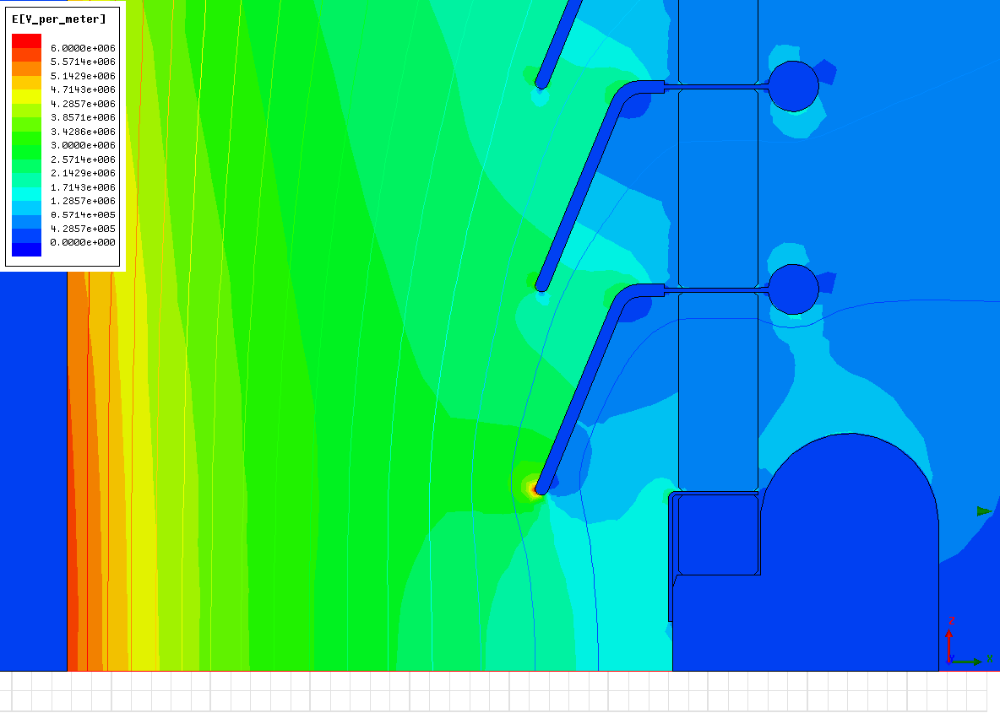 E[V_per_meter]
6.0000e+006
5.5714e+006
5.1429e+006
4.7143e+006
4.2857e+006
3.8571e+006
3.4286e+006
3.0000e+006
2.5714e+006
2.1429e+006
1.7143e+006
1.2857e+006
8.5714e+005
4.2857e+005
0.0000e+000
Z